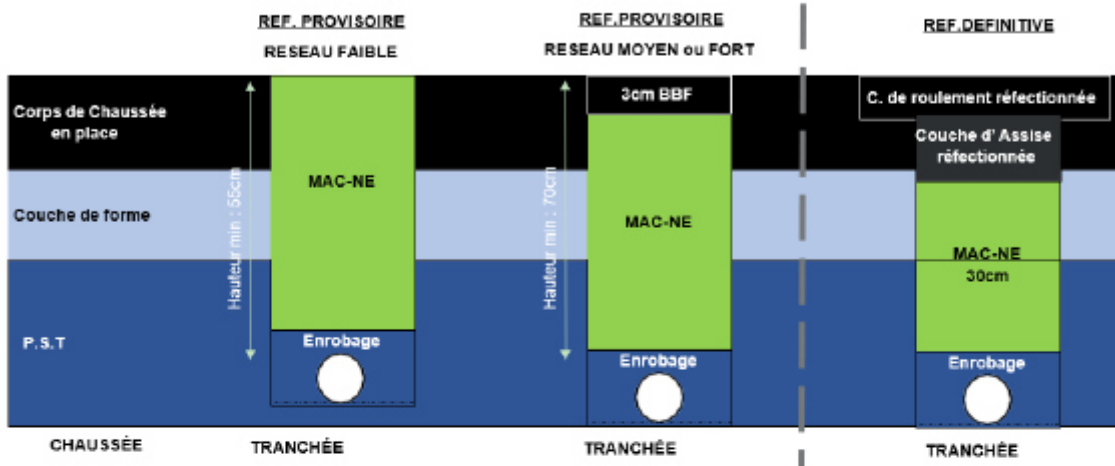 REF. PROVISOIRE
RESEAU FAIBLE
REF.PROVISOIRE
RESEAU MOYEN ou FORT
REF.DEFINITIVE
Corps de Chaussée
en place
Couche de forme
P.S.T
CHAUSSÉE
Hauteur min : 55cm
MAC-NE
Enrobage
TRANCHÉE
Hauteur min : 70cm
3cm BBF
MAC-NE
Enrobage
TRANCHÉE
C. de roulement réfectionnée
Couche d' Assise
réfectionnée
MAC-NE
30cm
Enrobage
TRANCHÉE